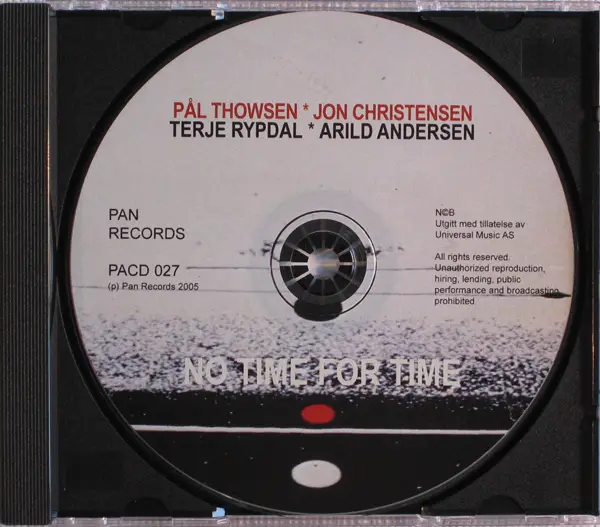 PÅL THOWSEN * JON CHRISTENSEN
TERJE RYPDAL * ARILD ANDERSEN
PAN
RECORDS
PACD 027
(p) Pan Records 2005
N©B
Utgitt med tillatelse av
Universal Music AS
All rights reserved.
Unauthorized reproduction,
hiring, lending, public
performance and broadcasting
prohibited.
NO TIME FOR TIME